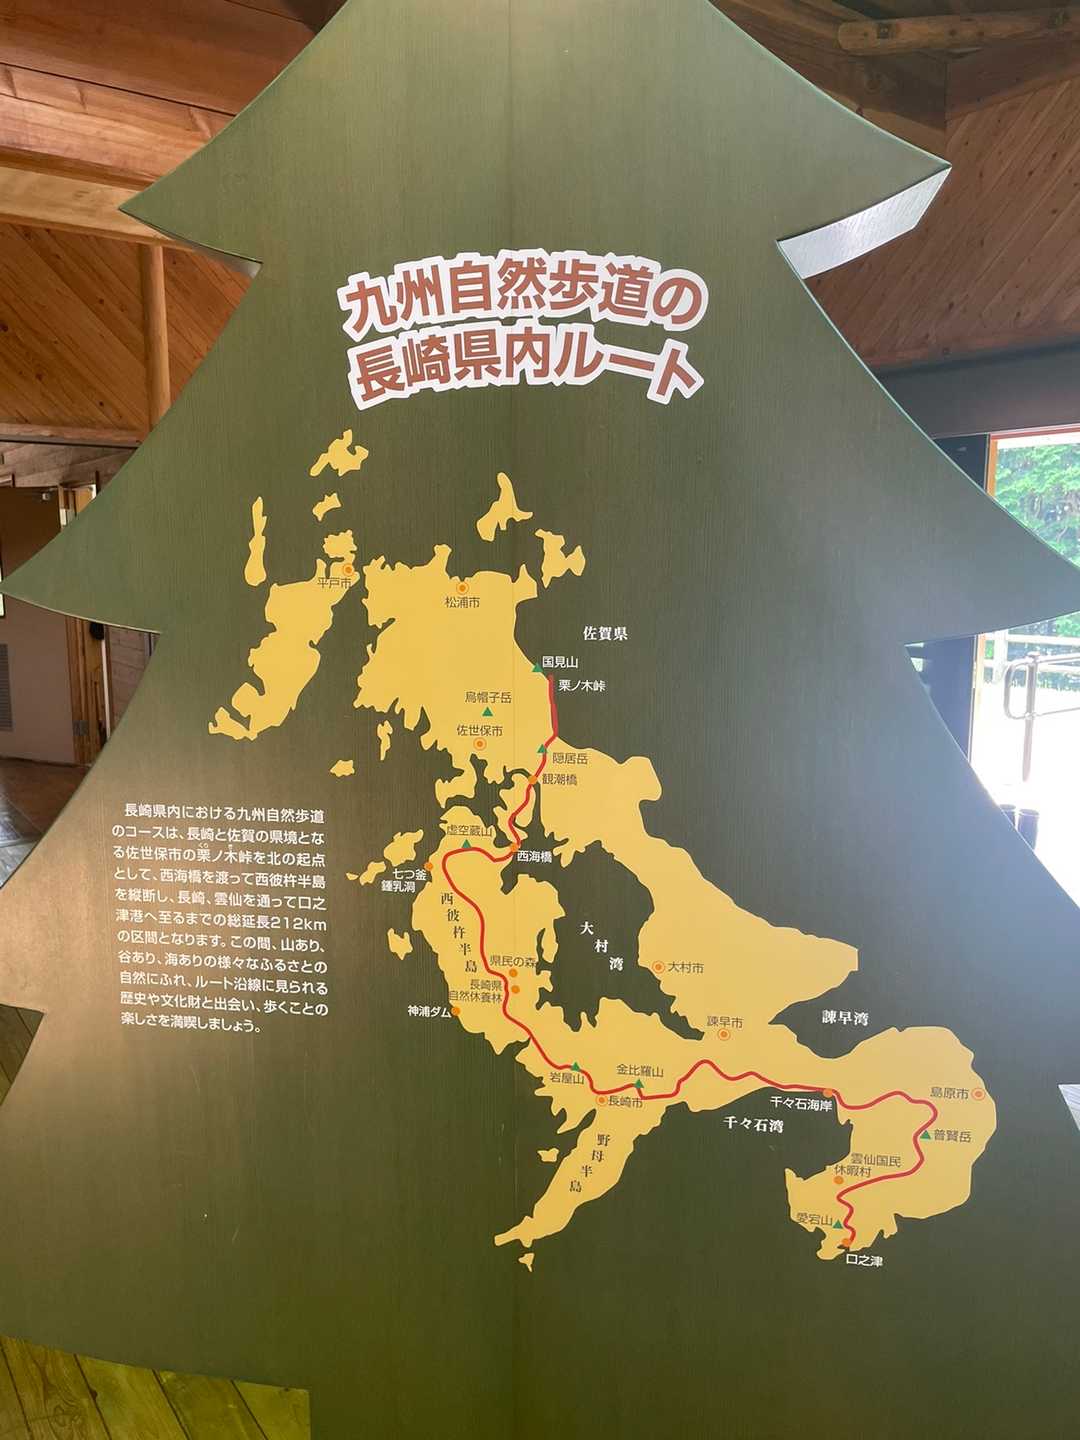 九州自然歩道の
長崎県内ルート
平戸市
松浦市
佐賀県
国見山
栗ノ木峠
烏帽子岳
佐世保市
隠居岳
観潮橋
虚空蔵山
西海橋
七つ釜
鍾乳洞
西彼杵半島
大村湾
県民の森
長崎県
自然休養林
神浦ダム
大村市
諫早市
諫早湾
岩屋山
金比羅山
長崎市
千々石海岸
千々石湾
島原市
普賢岳
野母半島
雲仙国民
休暇村
愛宕山
口之津
長崎県内における九州自然歩道
のコースは、長崎と佐賀の県境とな
る佐世保市の栗ノ木峠を北の起点
として、西海橋を渡って西彼杵半島
を縦断し、長崎、雲仙を通って口之
津港へ至るまでの総延長212km
の区間となります。この間、山あり、
谷あり、海ありの様々なふるさとの
自然にふれ、ルート沿線に見られる
歴史や文化財と出会い、歩くことの
楽しさを満喫しましょう。